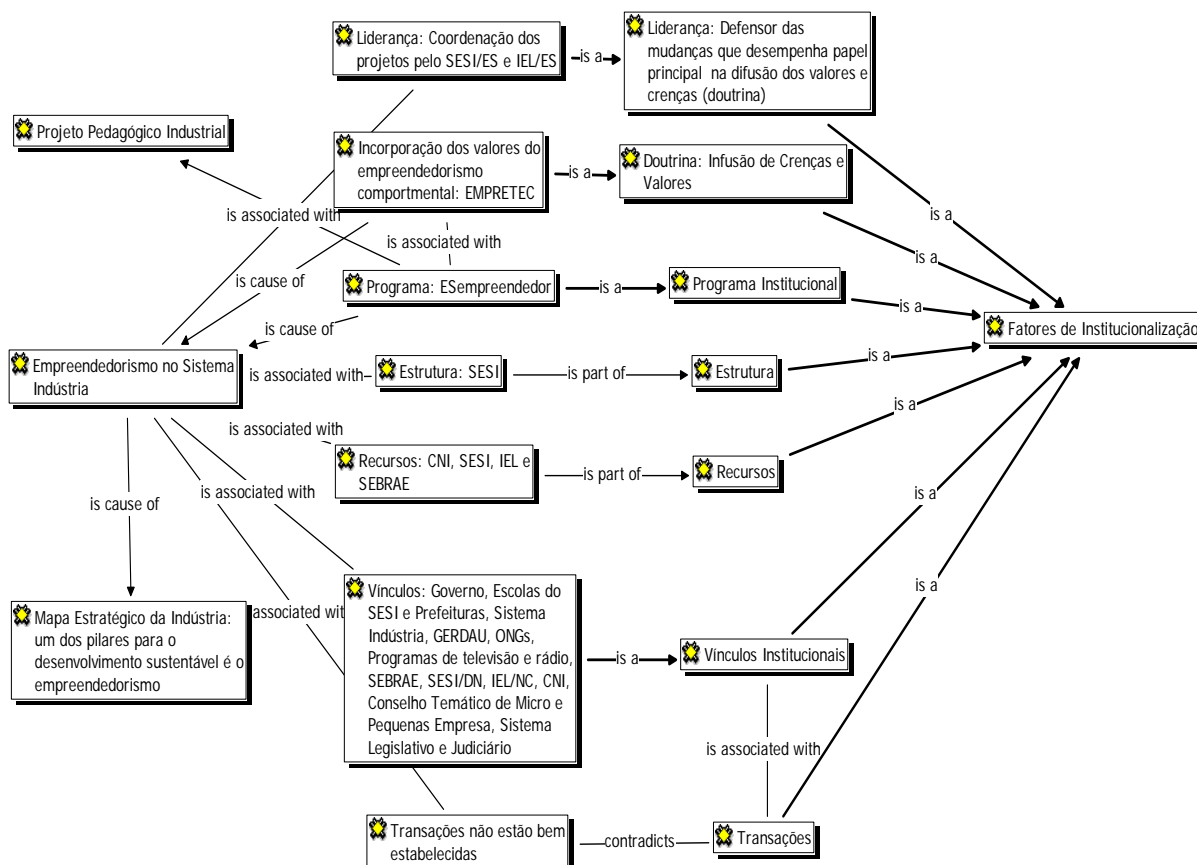 Liderança: Coordenação dos
projetos pelo SESI/ES e IEL/ES
is a
Liderança: Defensor das
mudanças que desempenha papel
principal na difusão dos valores e
crenças (doutrina)
Projeto Pedagógico Industrial
Incorporação dos valores do
empreendedorismo
comportmental: EMPRETEC
is a
Doutrina: Infusão de Crenças e
Valores
is associated with
is associated with
is a
is a
is cause of
Programa: ESempreendedor
is a
Programa Institucional
is a
is cause of
Fatores de Institucionalização
Empreendedorismo no Sistema
Indústria
is associated with
Estrutura: SESI
is part of
Estrutura
is a
is associated with
Recursos: CNI, SESI, IEL e
SEBRAE
is part of
Recursos
is a
is associated with
is cause of
is a
Mapa Estratégico da Indústria:
um dos pilares para o
desenvolvimento sustentável é o
empreendedorismo
associated wit
Vínculos: Governo, Escolas do
SESI e Prefeituras, Sistema
Indústria, GERDAU, ONGs,
Programas de televisão e rádio,
SEBRAE, SESI/DN, IEL/NC, CNI,
Conselho Temático de Micro e
Pequenas Empresa, Sistema
Legislativo e Judiciário
is a
Vínculos Institucionais
is a
is associated with
Transações não estão bem
estabelecidas
contradicts
Transações